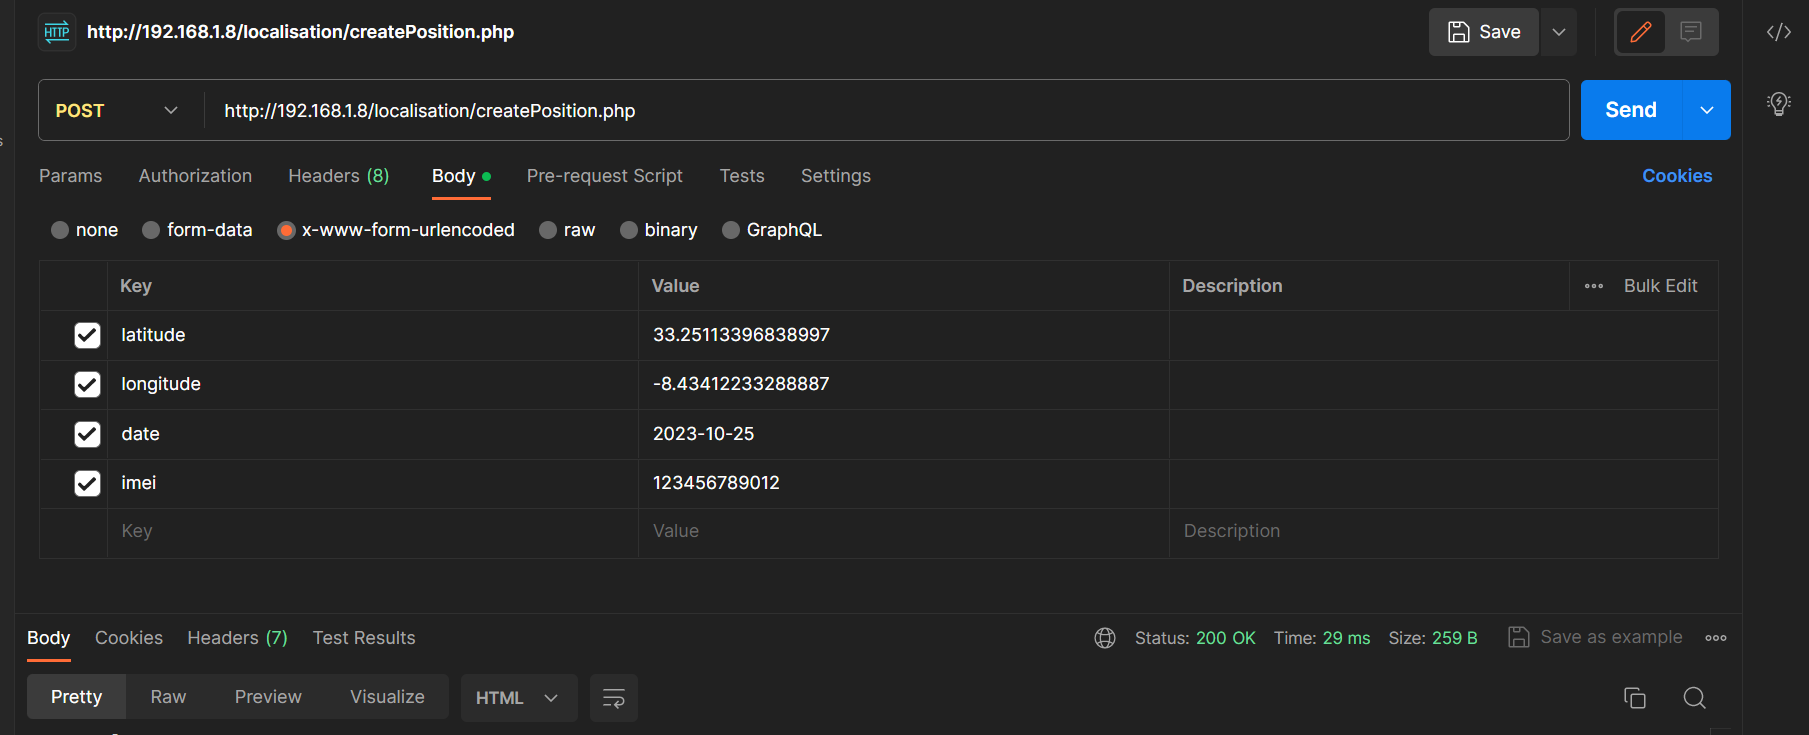 HTTP http://192.168.1.8/localisation/createPosition.php Save
POST http://192.168.1.8/localisation/createPosition.php Send
Params Authorization Headers (8) Body Pre-request Script Tests Settings Cookies
none form-data x-www-form-urlencoded raw binary GraphQL
Key Value Description Bulk Edit
latitude 33.25113396838997
longitude -8.43412233288887
date 2023-10-25
imei 123456789012
Key Value Description
Body Cookies Headers (7) Test Results Status: 200 OK Time: 29 ms Size: 259 B Save as example
Pretty Raw Preview Visualize HTML